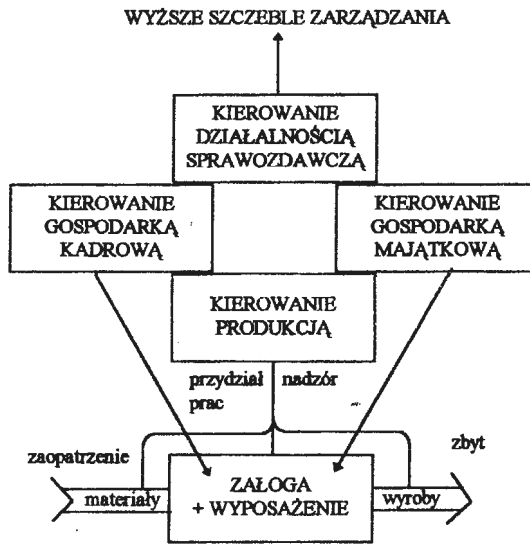 WYŻSZE SZCZEBLE ZARZĄDZANIA
KIEROWANIE
DZIAŁALNOŚCIĄ
SPRAWOZDAWCZĄ
KIEROWANIE
GOSPODARKĄ
KADROWĄ
KIEROWANIE
GOSPODARKĄ
MAJĄTKOWĄ
KIEROWANIE
PRODUKCJĄ
przydział
prac
nadzór
zaopatrzenie
zbyt
materiały
ZAŁOGA
+ WYPOSAŻENIE
wyroby